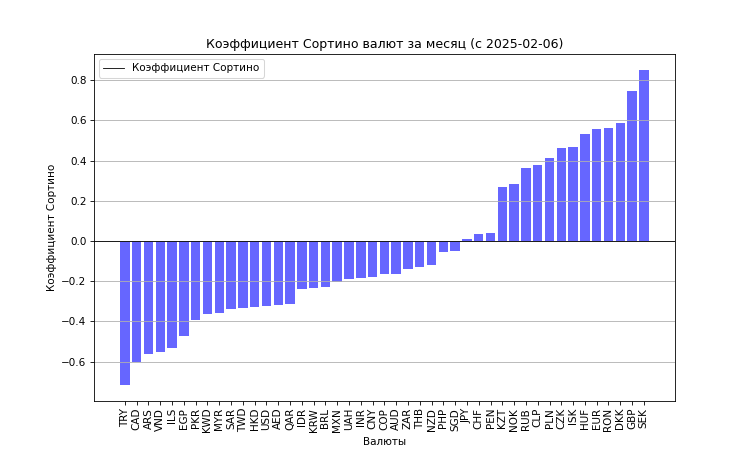 Коэффициент Сортино валют за месяц (с 2025-02-06)
Коэффициент Сортино
Коэффициент Сортино
0.8
0.6
0.4
0.2
0.0
−0.2
−0.4
−0.6
TRY CAD ARS VND ILS EGP PKR KWD MYR SAR TWD HKD USD AED QAR IDR KRW BRL MXN UAH INR CNY COP AUD ZAR THB NZD PHP SGD JPY CHF PEN KZT NOK RUB CLP PLN CZK ISK HUF EUR RON DKK GBP SEK
Валюты